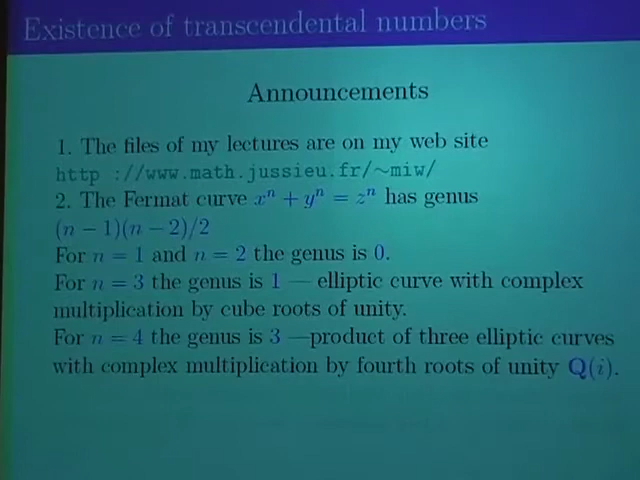 Existence of transcendental numbers
Announcements
1. The files of my lectures are on my web site
http ://www.math.jussieu.fr/∼miw/
2. The Fermat curve xⁿ + yⁿ = zⁿ has genus
(n − 1)(n − 2)/2
For n = 1 and n = 2 the genus is 0.
For n = 3 the genus is 1 — elliptic curve with complex
multiplication by cube roots of unity.
For n = 4 the genus is 3 —product of three elliptic curves
with complex multiplication by fourth roots of unity Q(i).